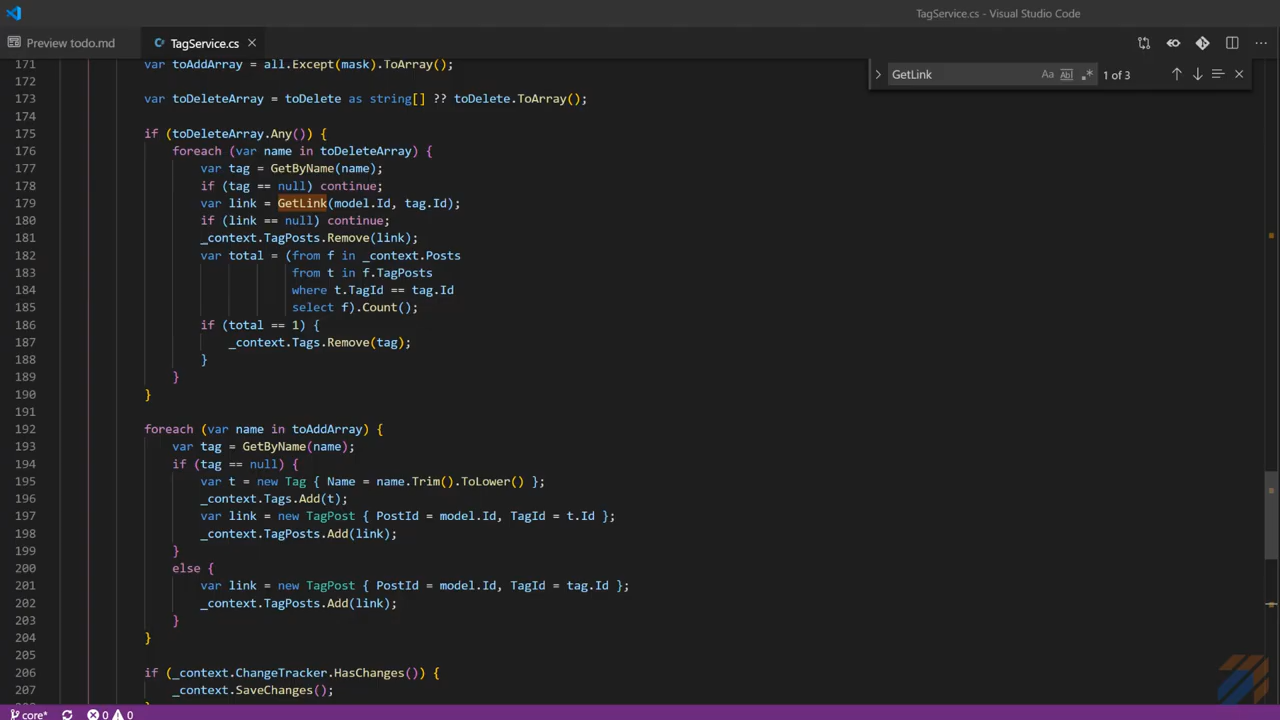 TagService.cs - Visual Studio Code
Preview todo.md
TagService.cs
GetLink
Aa Abl .* 1 of 3
171 var toAddArray = all.Except(mask).ToArray();
172
173 var toDeleteArray = toDelete as string[] ?? toDelete.ToArray();
174
175 if (toDeleteArray.Any()) {
176 foreach (var name in toDeleteArray) {
177 var tag = GetByName(name);
178 if (tag == null) continue;
179 var link = GetLink(model.Id, tag.Id);
180 if (link == null) continue;
181 _context.TagPosts.Remove(link);
182 var total = (from f in _context.Posts
183 from t in f.TagPosts
184 where t.TagId == tag.Id
185 select f).Count();
186 if (total == 1) {
187 _context.Tags.Remove(tag);
188 }
189 }
190 }
191
192 foreach (var name in toAddArray) {
193 var tag = GetByName(name);
194 if (tag == null) {
195 var t = new Tag { Name = name.Trim().ToLower() };
196 _context.Tags.Add(t);
197 var link = new TagPost { PostId = model.Id, TagId = t.Id };
198 _context.TagPosts.Add(link);
199 }
200 else {
201 var link = new TagPost { PostId = model.Id, TagId = tag.Id };
202 _context.TagPosts.Add(link);
203 }
204 }
205
206 if (_context.ChangeTracker.HasChanges()) {
207 _context.SaveChanges();
core* 0 0